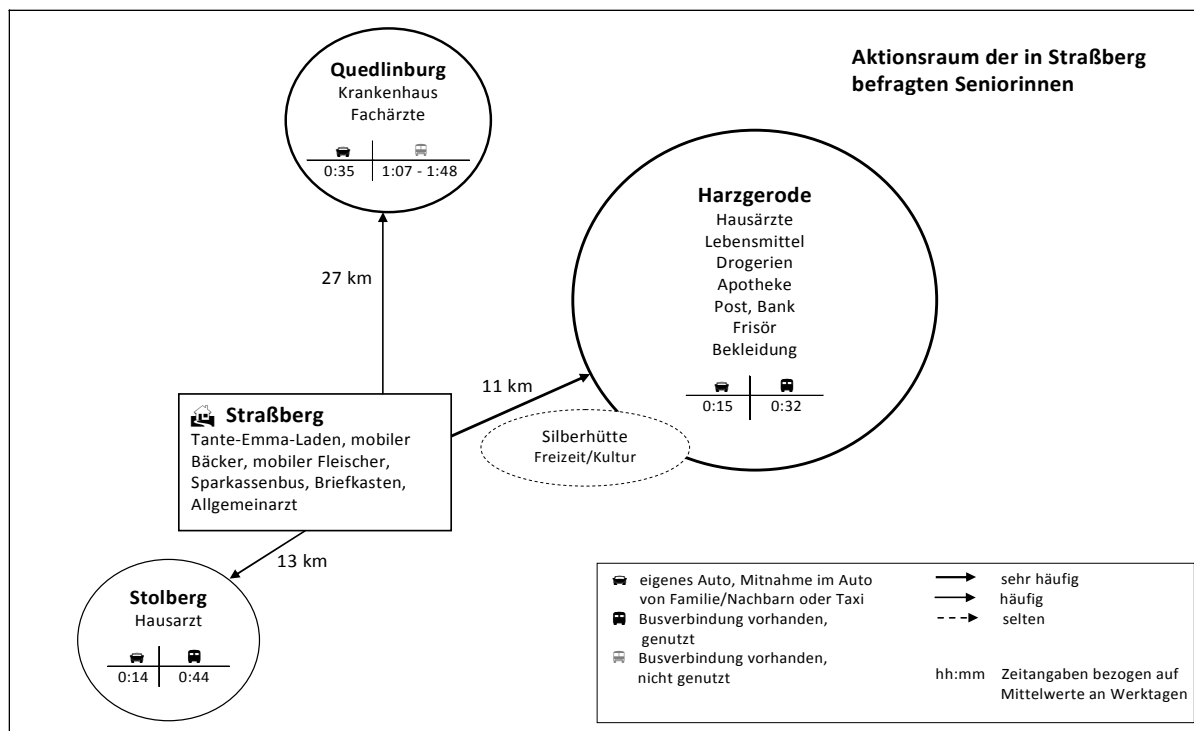 Aktionsraum der in Straßberg
befragten Seniorinnen
Quedlinburg
Krankenhaus
Fachärzte
0:35 1:07 - 1:48
Harzgerode
Hausärzte
Lebensmittel
Drogerien
Apotheke
Post, Bank
Frisör
Bekleidung
0:15 0:32
27 km
11 km
Straßberg
Tante-Emma-Laden, mobiler
Bäcker, mobiler Fleischer,
Sparkassenbus, Briefkasten,
Allgemeinarzt
Silberhütte
Freizeit/Kultur
13 km
Stolberg
Hausarzt
0:14 0:44
eigenes Auto, Mitnahme im Auto
von Familie/Nachbarn oder Taxi
Busverbindung vorhanden,
genutzt
Busverbindung vorhanden,
nicht genutzt
sehr häufig
häufig
selten
hh:mm Zeitangaben bezogen auf
Mittelwerte an Werktagen